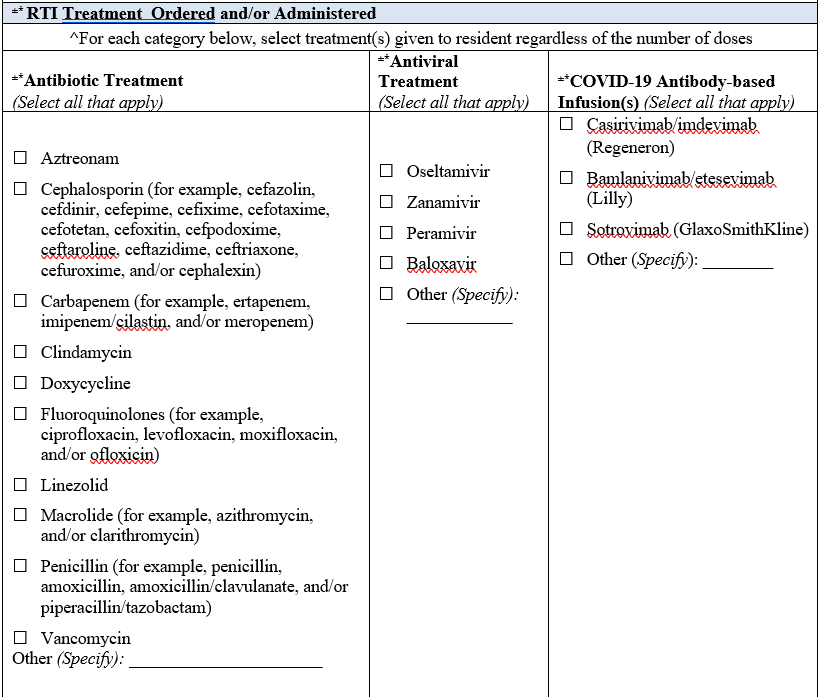 ±* RTI Treatment Ordered and/or Administered
^For each category below, select treatment(s) given to resident regardless of the number of doses
±*Antibiotic Treatment
(Select all that apply)
☐ Aztreonam
☐ Cephalosporin (for example, cefazolin,
cefdinir, cefepime, cefixime, cefotaxime,
cefotetan, cefoxitin, cefpodoxime,
ceftaroline, ceftazidime, ceftriaxone,
cefuroxime, and/or cephalexin)
☐ Carbapenem (for example, ertapenem,
imipenem/cilastin, and/or meropenem)
☐ Clindamycin
☐ Doxycycline
☐ Fluoroquinolones (for example,
ciprofloxacin, levofloxacin, moxifloxacin,
and/or ofloxicin)
☐ Linezolid
☐ Macrolide (for example, azithromycin,
and/or clarithromycin)
☐ Penicillin (for example, penicillin,
amoxicillin, amoxicillin/clavulanate, and/or
piperacillin/tazobactam)
☐ Vancomycin
Other (Specify): ______________________
±*Antiviral
Treatment
(Select all that apply)
☐ Oseltamivir
☐ Zanamivir
☐ Peramivir
☐ Baloxavir
☐ Other (Specify):
____________
±*COVID-19 Antibody-based
Infusion(s) (Select all that apply)
☐ Casirivimab/imdevimab
(Regeneron)
☐ Bamlanivimab/etesevimab
(Lilly)
☐ Sotrovimab (GlaxoSmithKline)
☐ Other (Specify): ________